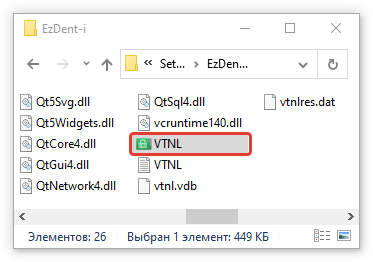 EzDent-i
« Set... > EzDen...
Qt5Svg.dll
Qt5Widgets.dll
QtCore4.dll
QtGui4.dll
QtNetwork4.dll
QtSql4.dll
vcruntime140.dll
VTNL
VTNL
vtnl.vdb
vtnlres.dat
Элементов: 26 Выбран 1 элемент: 449 КБ